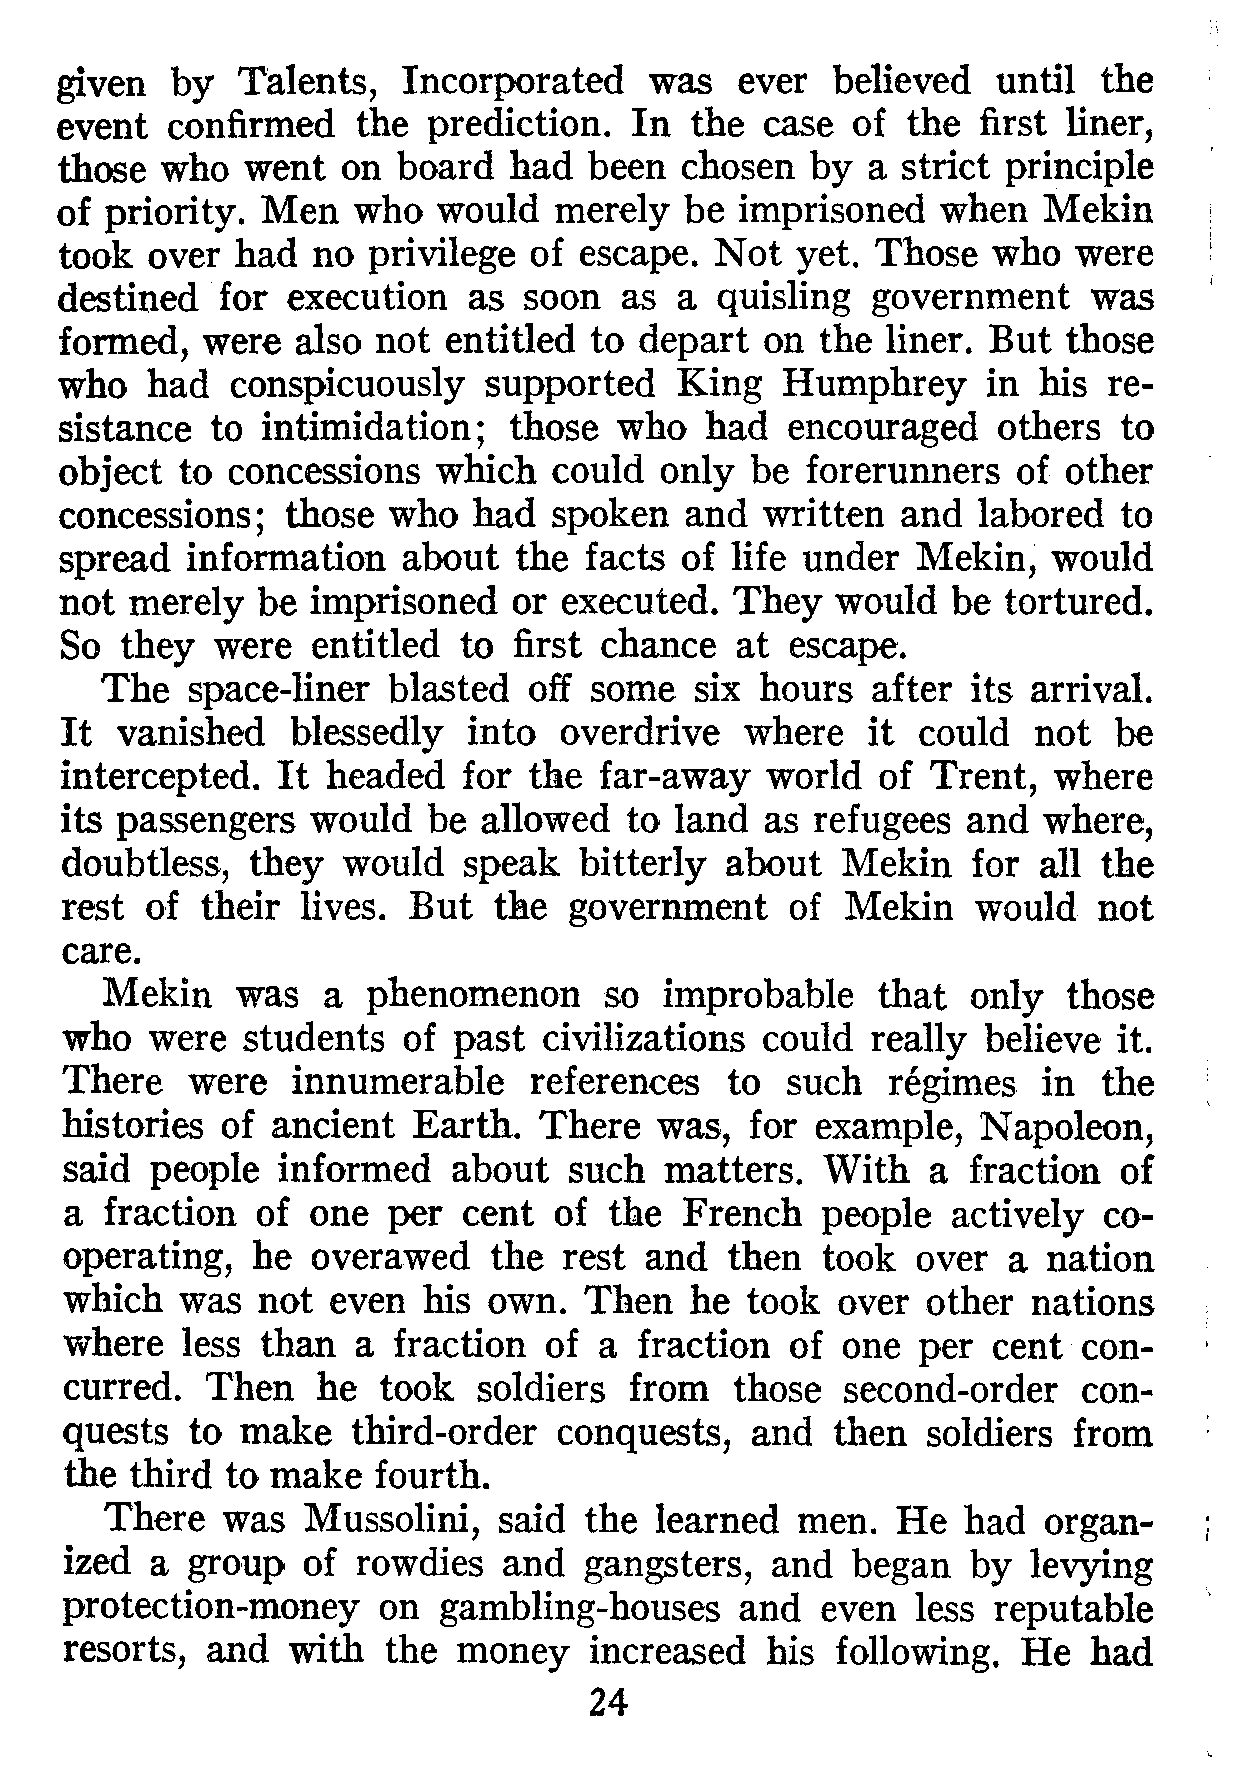 given by Talents, Incorporated was ever believed until the
event confirmed the prediction. In the case of the first liner,
those who went on board had been chosen by a strict principle
of priority. Men who would merely be imprisoned when Mekin
took over had no privilege of escape. Not yet. Those who were
destined for execution as soon as a quisling government was
formed, were also not entitled to depart on the liner. But those
who had conspicuously supported King Humphrey in his re-
sistance to intimidation; those who had encouraged others to
object to concessions which could only be forerunners of other
concessions; those who had spoken and written and labored to
spread information about the facts of life under Mekin, would
not merely be imprisoned or executed. They would be tortured.
So they were entitled to first chance at escape.
The space-liner blasted off some six hours after its arrival.
It vanished blessedly into overdrive where it could not be
intercepted. It headed for the far-away world of Trent, where
its passengers would be allowed to land as refugees and where,
doubtless, they would speak bitterly about Mekin for all the
rest of their lives. But the government of Mekin would not
care.
Mekin was a phenomenon so improbable that only those
who were students of past civilizations could really believe it.
There were innumerable references to such régimes in the
histories of ancient Earth. There was, for example, Napoleon,
said people informed about such matters. With a fraction of
a fraction of one per cent of the French people actively co-
operating, he overawed the rest and then took over a nation
which was not even his own. Then he took over other nations
where less than a fraction of a fraction of one per cent con-
curred. Then he took soldiers from those second-order con-
quests to make third-order conquests, and then soldiers from
the third to make fourth.
There was Mussolini, said the learned men. He had organ-
ized a group of rowdies and gangsters, and began by levying
protection-money on gambling-houses and even less reputable
resorts, and with the money increased his following. He had
24